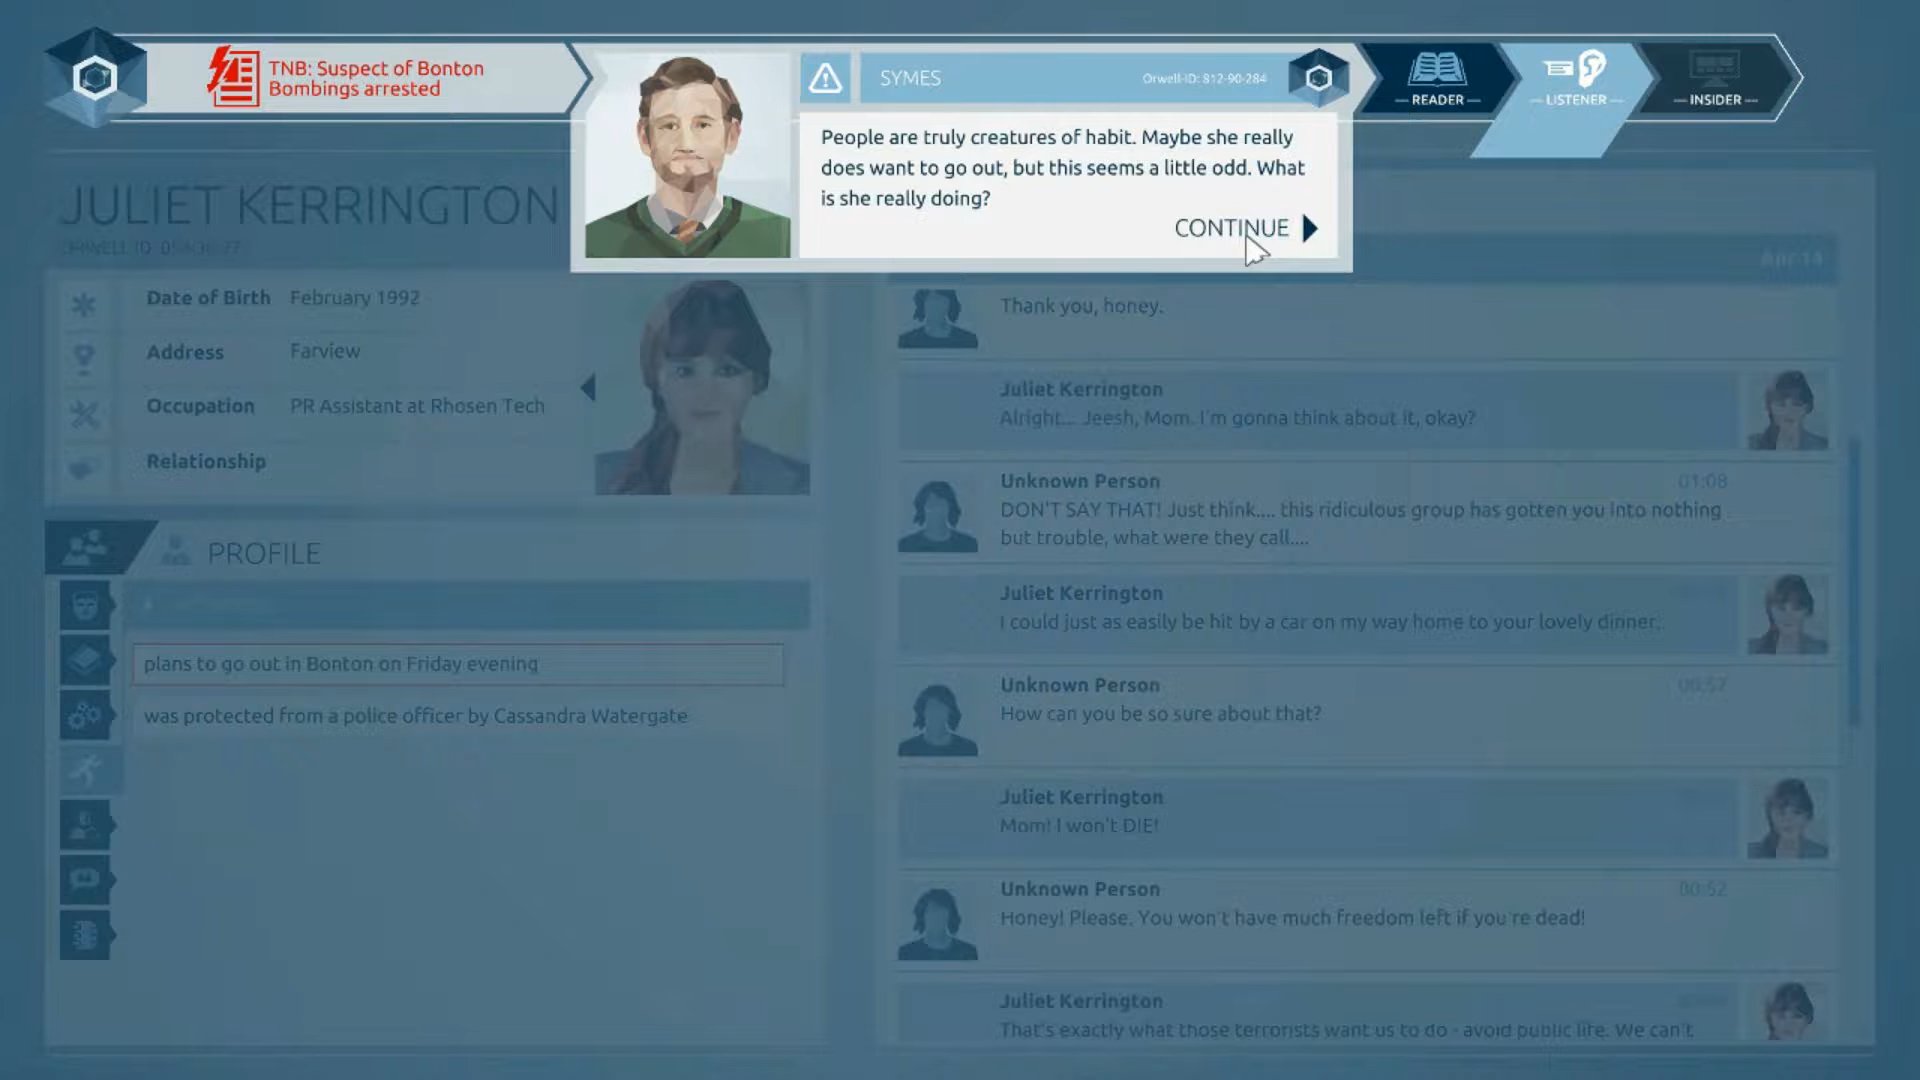 TNB: Suspect of Bonton
Bombings arrested
SYMES
Orwell-ID: 812-90-284
People are truly creatures of habit. Maybe she really
does want to go out, but this seems a little odd. What
is she really doing?
CONTINUE
READER
LISTENER
INSIDER
JULIET KERRINGTON
Date of Birth February 1992
Address Farview
Occupation PR Assistant at Rhosen Tech
Relationship
PROFILE
plans to go out in Bonton on Friday evening
was protected from a police officer by Cassandra Watergate
Apr-14
Thank you, honey.
Juliet Kerrington
Alright... Jeesh, Mom. I'm gonna think about it, okay?
Unknown Person 01:08
DON'T SAY THAT! Just think.... this ridiculous group has gotten you into nothing
but trouble, what were they call....
Juliet Kerrington
I could just as easily be hit by a car on my way home to your lovely dinner.
Unknown Person 00:57
How can you be so sure about that?
Juliet Kerrington
Mom! I won't DIE!
Unknown Person 00:52
Honey! Please. You won't have much freedom left if you're dead!
Juliet Kerrington
That's exactly what those terrorists want us to do - avoid public life. We can't